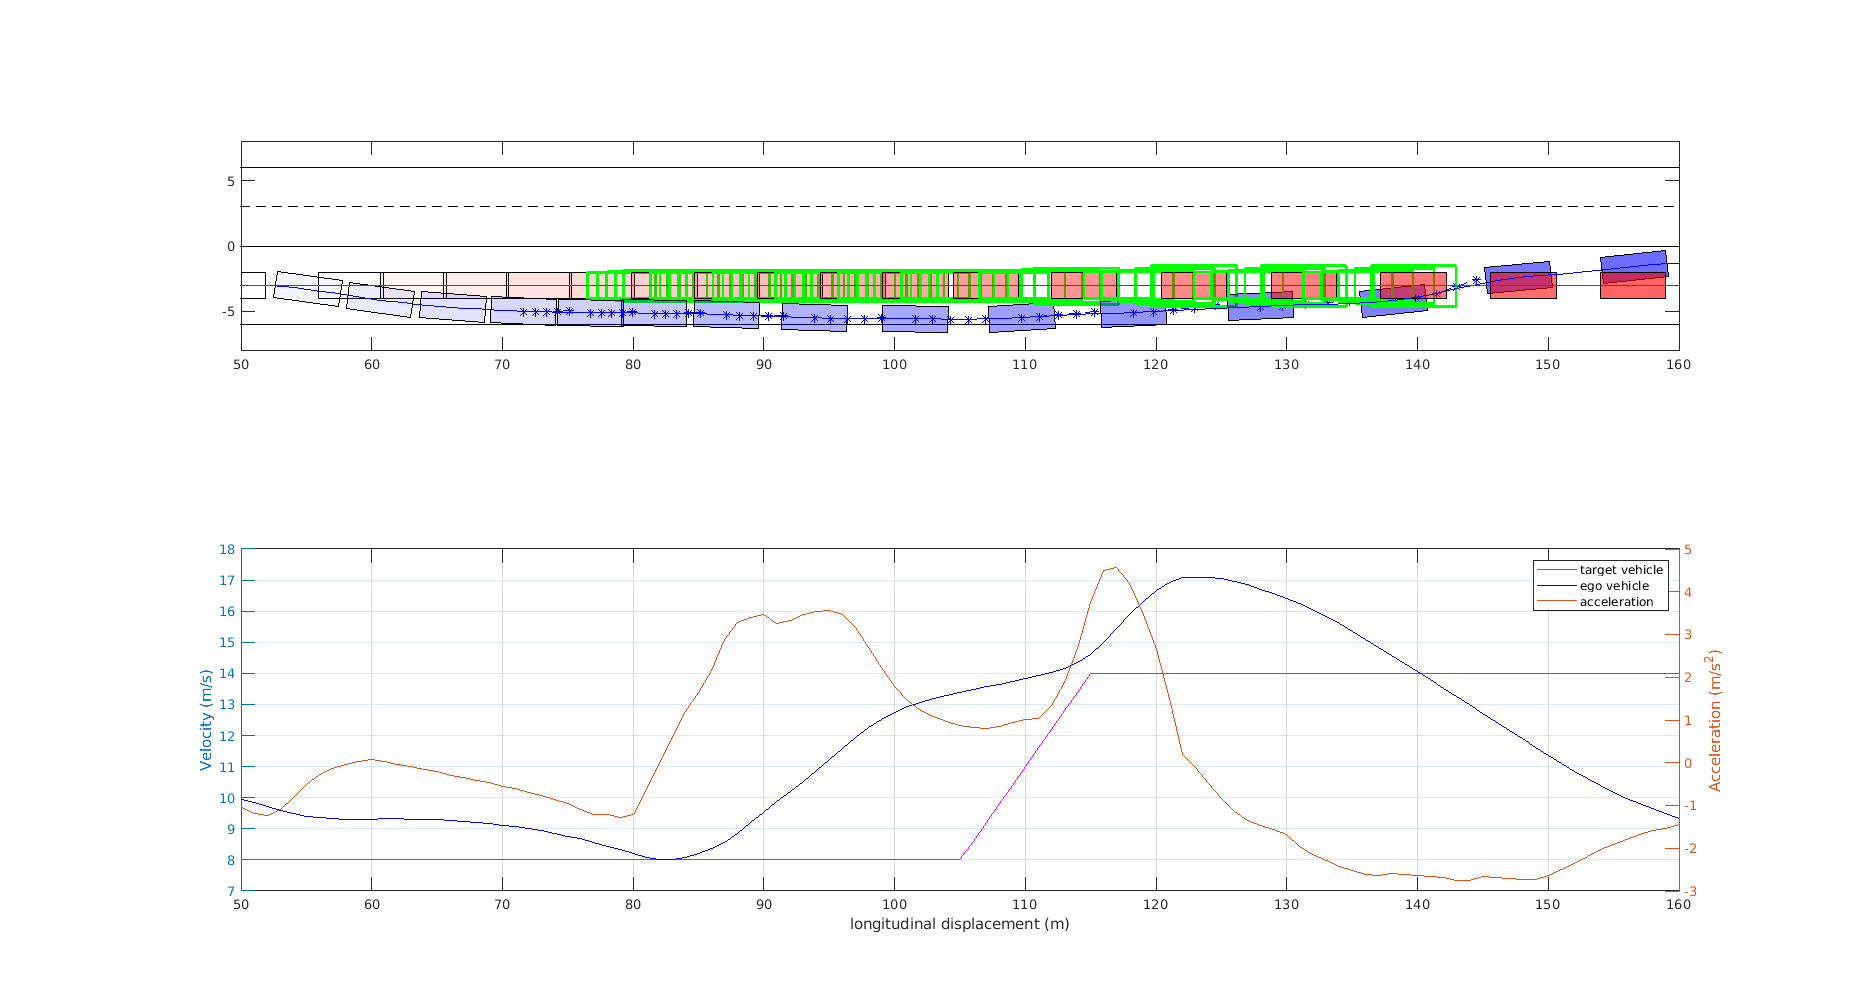 5
0
-5
50 60 70 80 90 100 110 120 130 140 150 160
18 5
17
16 4
15 3
14 2
13
12 1
11 0
10 -1
9
8 -2
7 -3
Velocity (m/s)
target vehicle
ego vehicle
acceleration
Acceleration (m/s²)
50 60 70 80 90 100 110 120 130 140 150 160
longitudinal displacement (m)